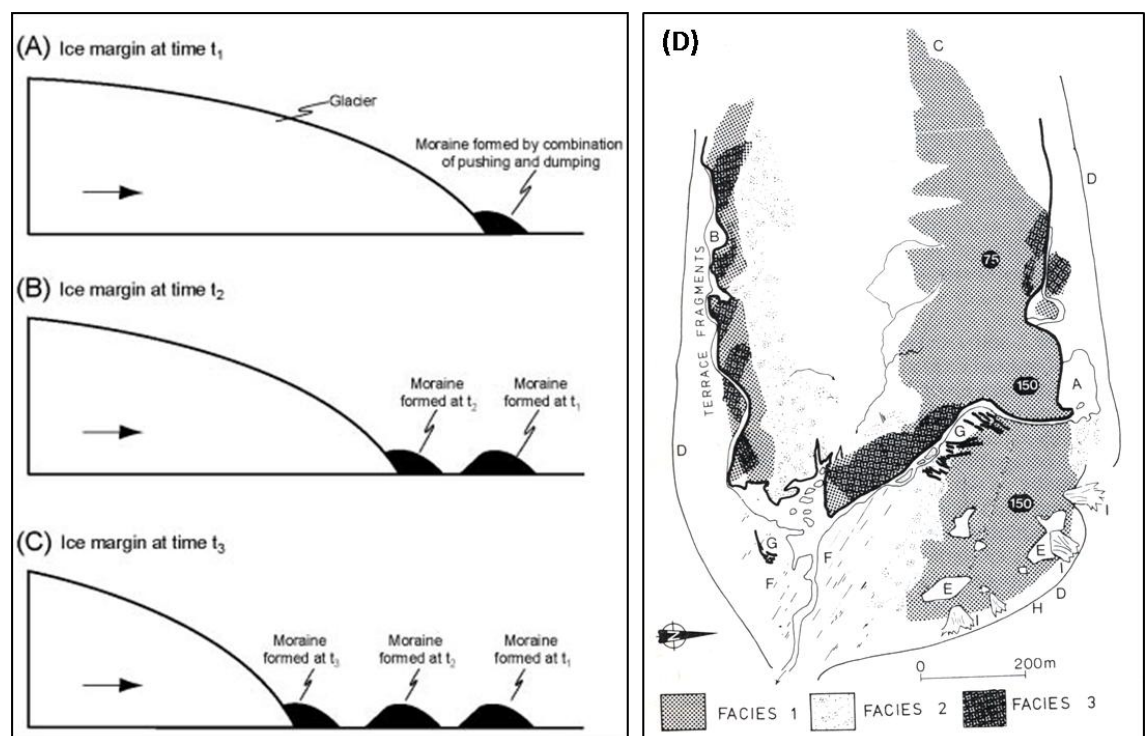 (A) Ice margin at time t₁
Glacier
Moraine formed by combination
of pushing and dumping
(B) Ice margin at time t₂
Moraine
formed at t₂
Moraine
formed at t₁
(C) Ice margin at time t₃
Moraine
formed at t₃
Moraine
formed at t₂
Moraine
formed at t₁
(D)
C
D
B
TERRACE FRAGMENTS
75
A
150
D
G
150
I
G
E
I
F
F
E
D
H
I
N
0 200m
FACIES 1 FACIES 2 FACIES 3